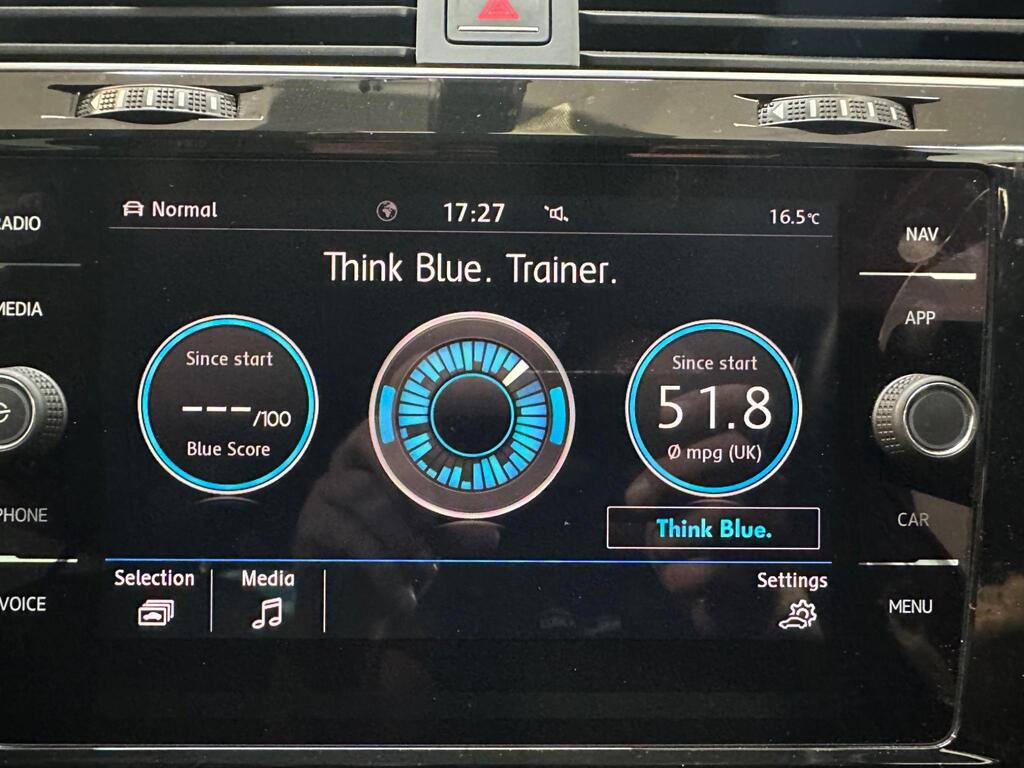 RADIO
MEDIA
PHONE
VOICE
Normal
17:27
16.5°C
Think Blue. Trainer.
Since start
---/100
Blue Score
Since start
51.8
Ø mpg (UK)
Think Blue.
Selection
Media
Settings
NAV
APP
CAR
MENU